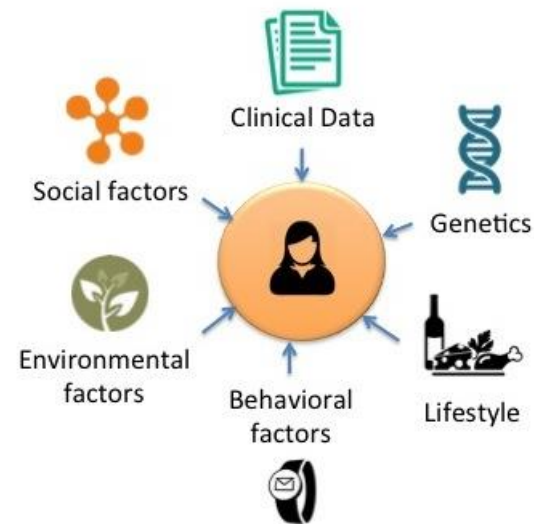 Clinical Data
Social factors
Genetics
Environmental
factors
Behavioral
factors
Lifestyle